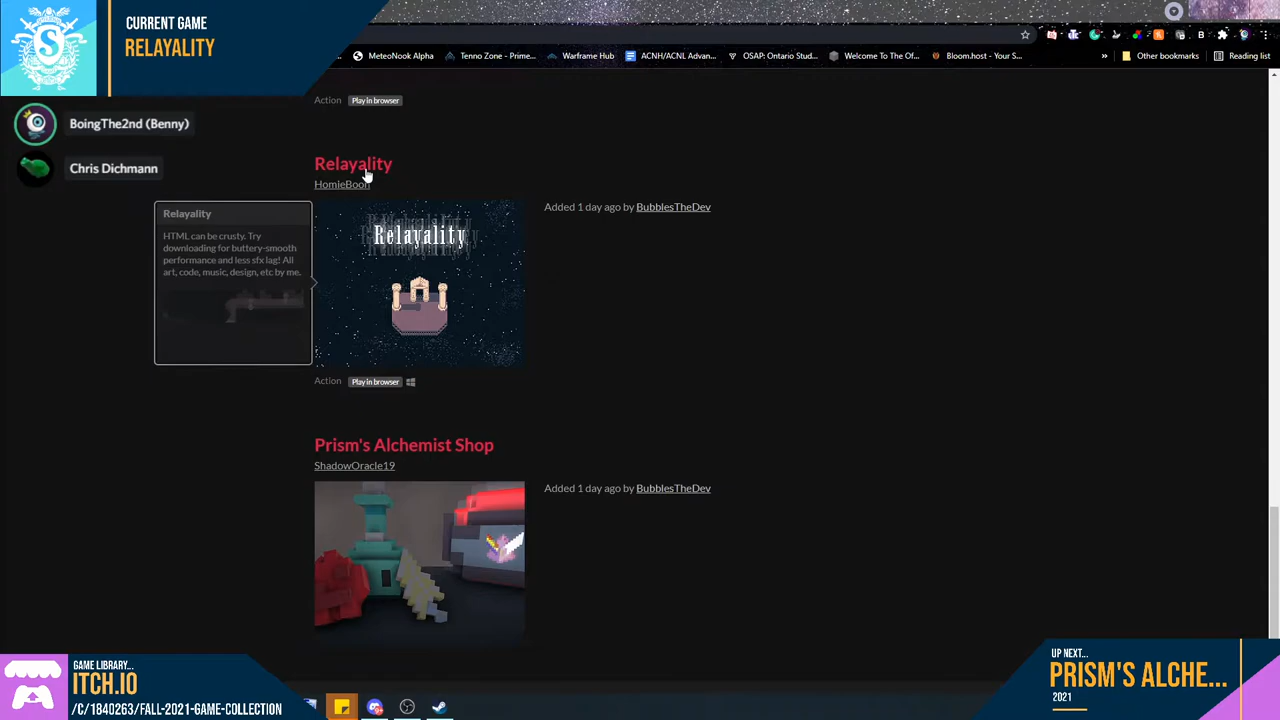 CURRENT GAME
RELAYALITY
S
MeteoNook Alpha
Tenno Zone - Prime...
Warframe Hub
ACNH/ACNL Advan...
OSAP: Ontario Stud...
Welcome To The Of...
Bloom.host - Your S...
»
Other bookmarks
Reading list
Action Play in browser
BoingThe2nd (Benny)
Chris Dichmann
Relayality
HomieBoon
Added 1 day ago by BubblesTheDev
Relayality
HTML can be crusty. Try
downloading for buttery-smooth
performance and less sfx lag! All
art, code, music, design, etc by me.
Relayality
Action Play in browser
Prism's Alchemist Shop
ShadowOracle19
Added 1 day ago by BubblesTheDev
GAME LIBRARY...
ITCH.IO
/C/1840263/FALL-2021-GAME-COLLECTION
UP NEXT...
PRISM'S ALCHE...
2021